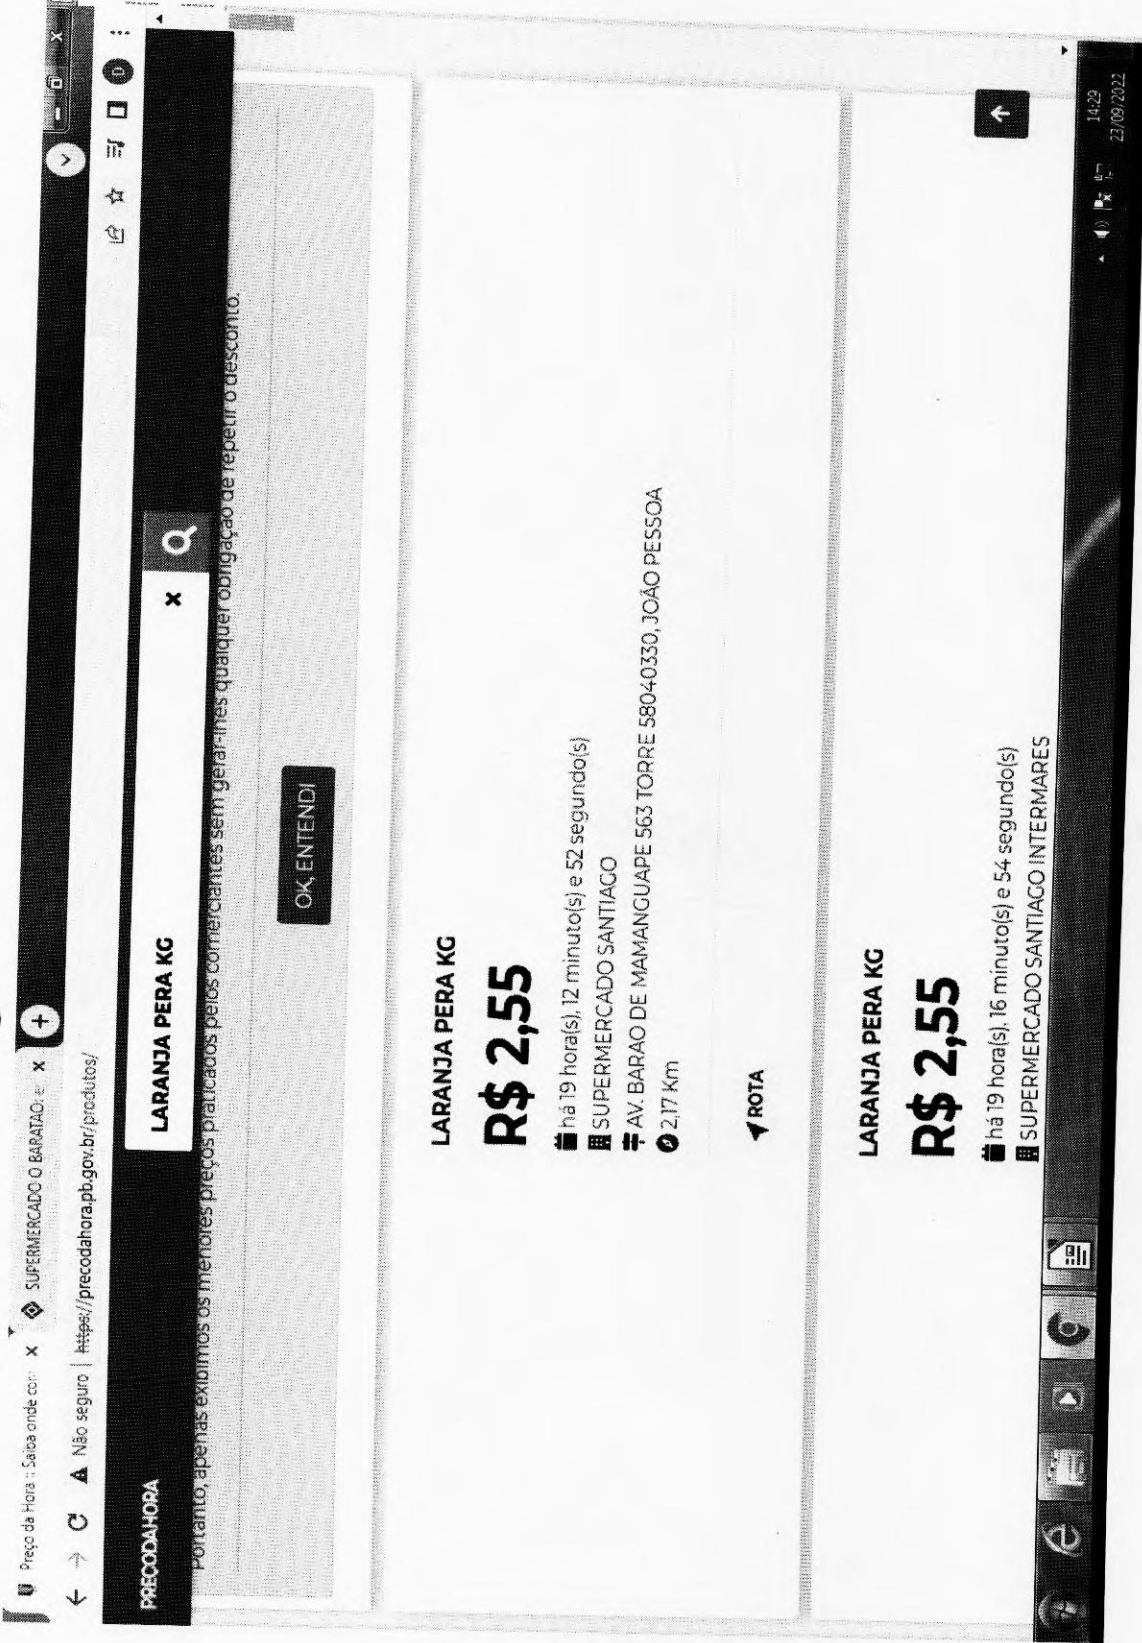 Preço da Hora :: Saiba onde com
SUPERMERCADO O BARATAO
Não seguro | https://precodahora.pb.gov.br/produtos/
PRECODAHORA
LARANJA PERA KG
Portanto, apenas exibimos os menores preços praticados pelos comerciantes sem gerar-lhes qualquer obrigação de repetir o desconto.
OK, ENTENDI
LARANJA PERA KG
R$ 2,55
há 19 hora(s), 12 minuto(s) e 52 segundo(s)
SUPERMERCADO SANTIAGO
AV. BARAO DE MAMANGUAPE 563 TORRE 58040330, JOÃO PESSOA
2,17 Km
ROTA
LARANJA PERA KG
R$ 2,55
há 19 hora(s), 16 minuto(s) e 54 segundo(s)
SUPERMERCADO SANTIAGO INTERMARES
14:29
23/09/2022